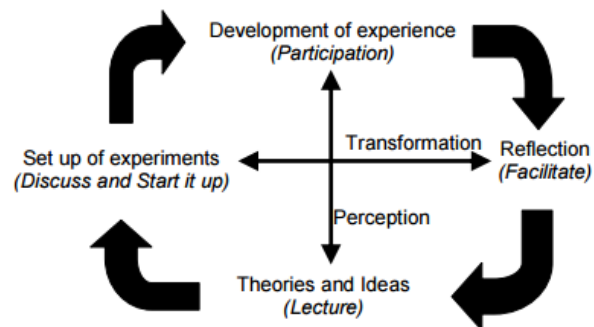 Development of experience
(Participation)
Transformation
Reflection
(Facilitate)
Set up of experiments
(Discuss and Start it up)
Perception
Theories and Ideas
(Lecture)